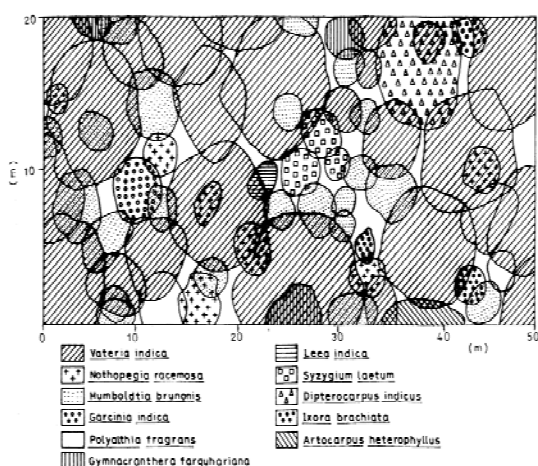 20
(m)
10
0 10 20 30 40 (m) 50
Vateria indica
Leea indica
Nothopegia racemosa
Syzygium laetum
Humboldtia brunonis
Dipterocarpus indicus
Garcinia indica
Ixora brachiata
Polyalthia fragrans
Artocarpus heterophyllus
Gymnacranthera farquhariana